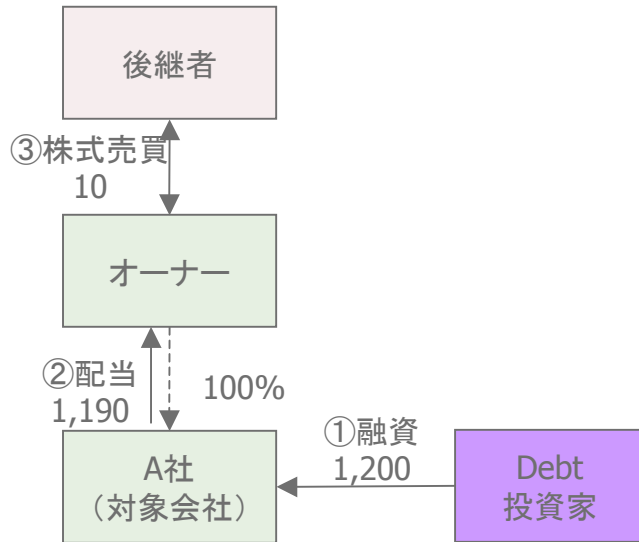 後継者
③株式売買
10
オーナー
②配当
1,190
100%
A社
（対象会社）
①融資
1,200
Debt
投資家